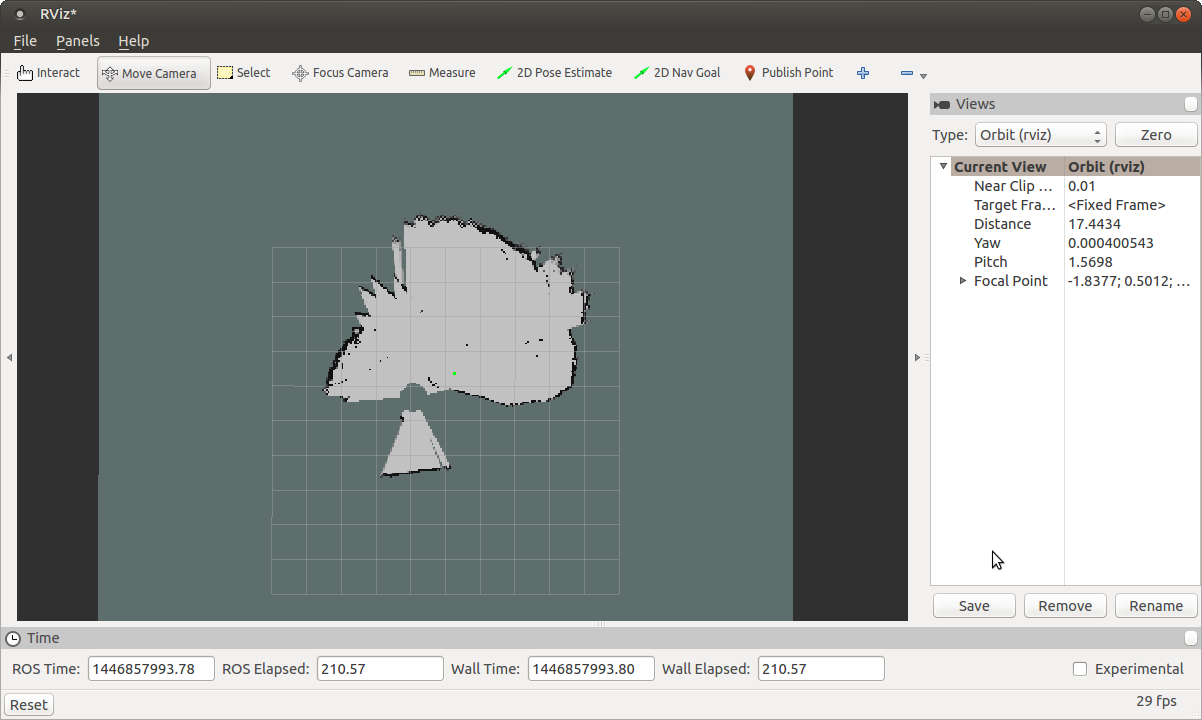 RViz*
File Panels Help
Interact Move Camera Select Focus Camera Measure 2D Pose Estimate 2D Nav Goal Publish Point
Views
Type: Orbit (rviz) Zero
Current View Orbit (rviz)
Near Clip ... 0.01
Target Fra... <Fixed Frame>
Distance 17.4434
Yaw 0.000400543
Pitch 1.5698
Focal Point -1.8377; 0.5012; ...
Save Remove Rename
Time
ROS Time: 1446857993.78 ROS Elapsed: 210.57 Wall Time: 1446857993.80 Wall Elapsed: 210.57 Experimental
Reset 29 fps